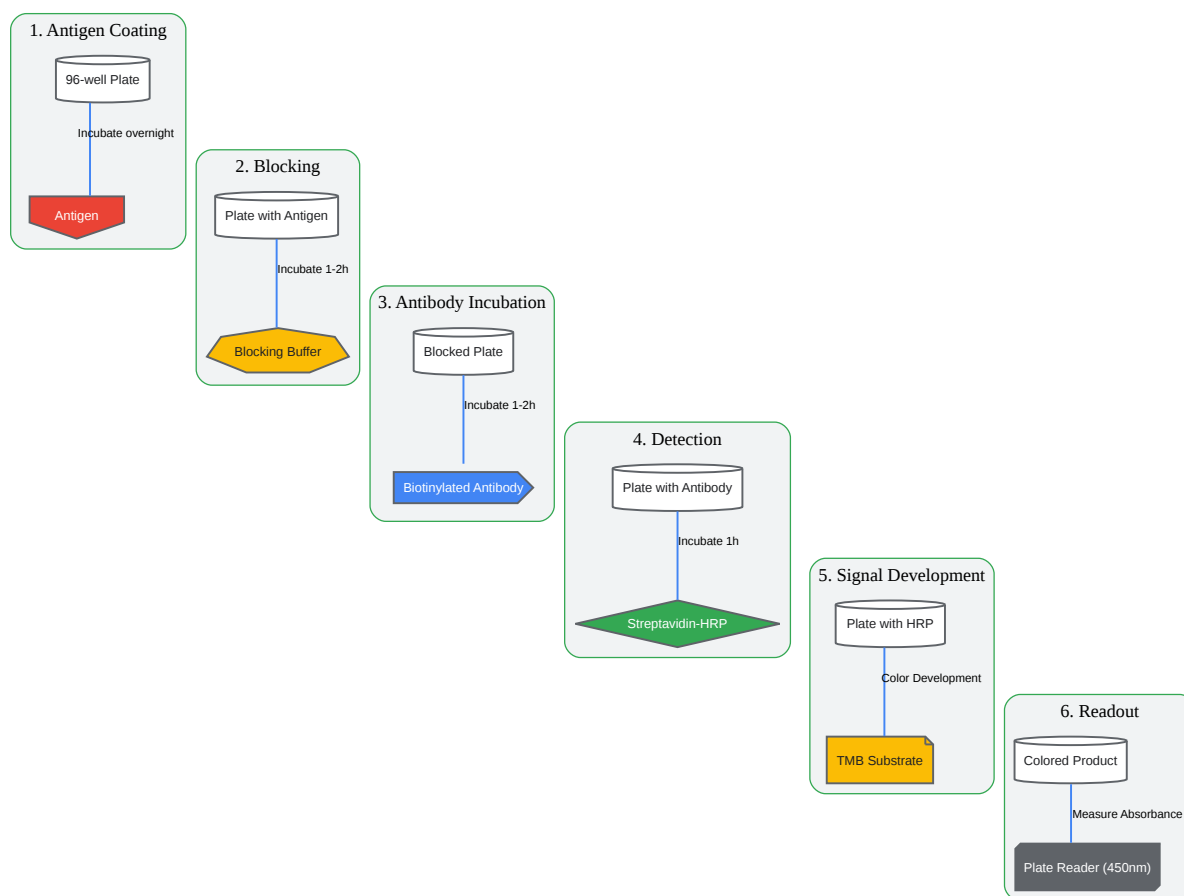 1. Antigen Coating
96-well Plate
Incubate overnight
Antigen
2. Blocking
Plate with Antigen
Incubate 1-2h
Blocking Buffer
3. Antibody Incubation
Blocked Plate
Incubate 1-2h
Biotinylated Antibody
4. Detection
Plate with Antibody
Incubate 1h
Streptavidin-HRP
5. Signal Development
Plate with HRP
Color Development
TMB Substrate
6. Readout
Colored Product
Measure Absorbance
Plate Reader (450nm)